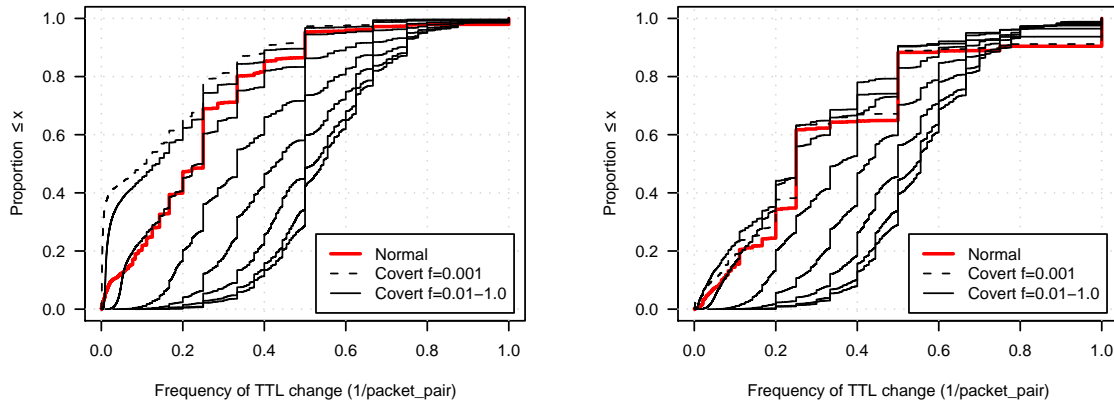 Proportion ≤ x
1.0
0.8
0.6
0.4
0.2
0.0
Normal
Covert f=0.001
Covert f=0.01−1.0
0.0 0.2 0.4 0.6 0.8 1.0
Frequency of TTL change (1/packet_pair)
Proportion ≤ x
1.0
0.8
0.6
0.4
0.2
0.0
Normal
Covert f=0.001
Covert f=0.01−1.0
0.0 0.2 0.4 0.6 0.8 1.0
Frequency of TTL change (1/packet_pair)